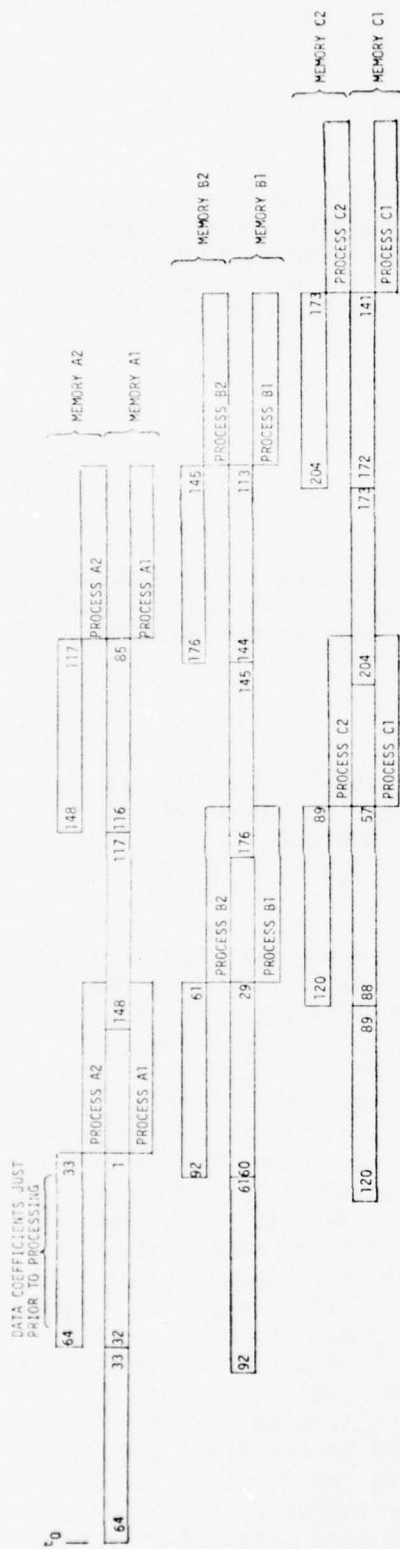 t0
DATA COEFFICIENTS JUST
PRIOR TO PROCESSING
64 33
PROCESS A2
MEMORY A2
64 33 32 1
PROCESS A1
148 117
PROCESS A2
148 117 116 85
PROCESS A1
MEMORY A1
92 61
PROCESS B2
MEMORY B2
92 6160 29
PROCESS B1
176 145
PROCESS B2
176 145 144 113
PROCESS B1
MEMORY B1
120 89
PROCESS C2
MEMORY C2
120 89 88 57
PROCESS C1
204 173
PROCESS C2
204 173 172 141
PROCESS C1
MEMORY C1